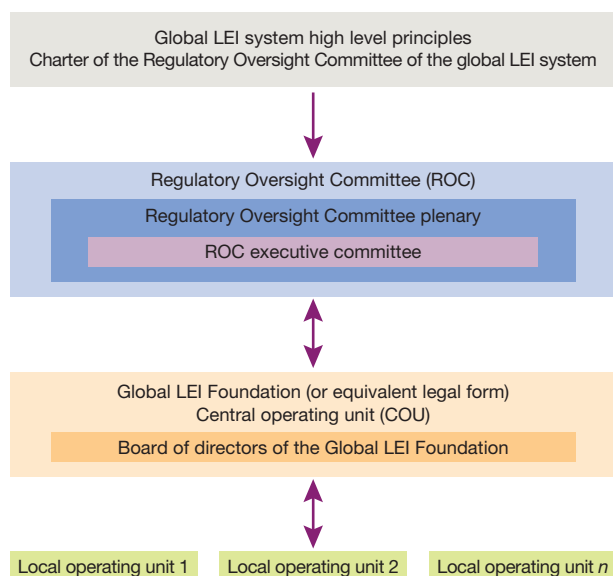 Global LEI system high level principles
Charter of the Regulatory Oversight Committee of the global LEI system
Regulatory Oversight Committee (ROC)
Regulatory Oversight Committee plenary
ROC executive committee
Global LEI Foundation (or equivalent legal form)
Central operating unit (COU)
Board of directors of the Global LEI Foundation
Local operating unit 1
Local operating unit 2
Local operating unit n